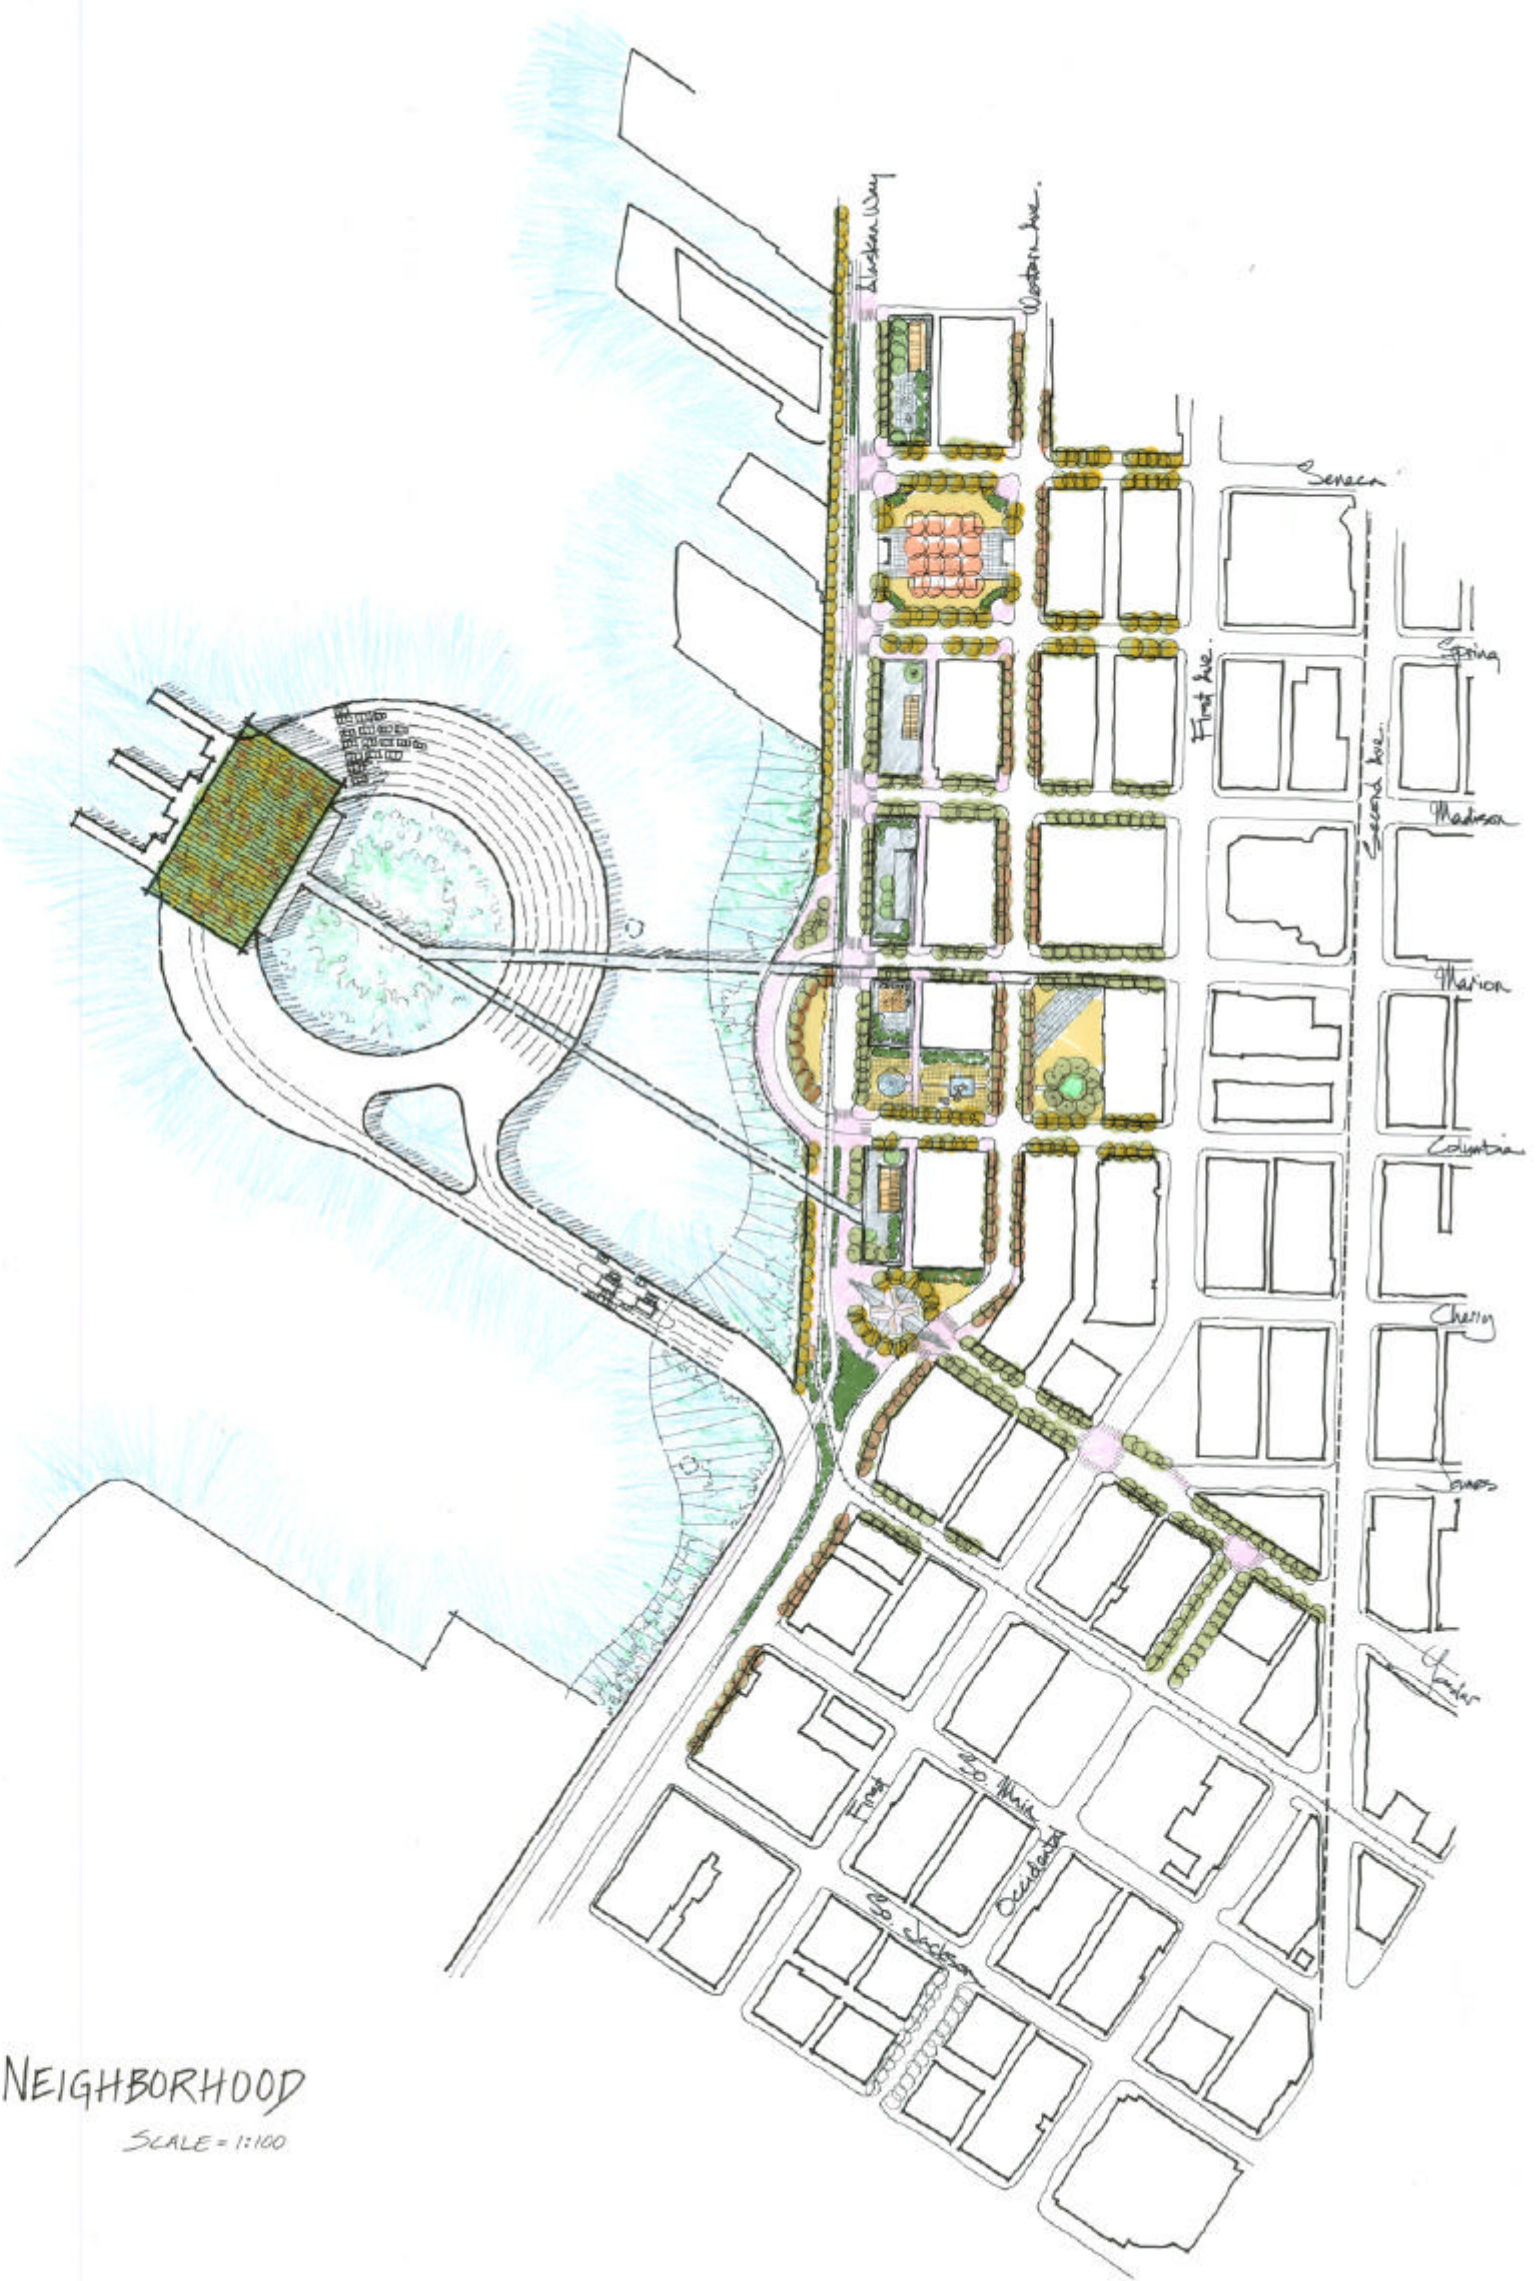 Alaskan Way
Western Ave.
Seneca
Spring
First Ave.
Second Ave.
Madison
Marion
Columbia
Cherry
James
Yesler
So. Main
First
Occidental
So. Jackson
NEIGHBORHOOD
SCALE = 1:100